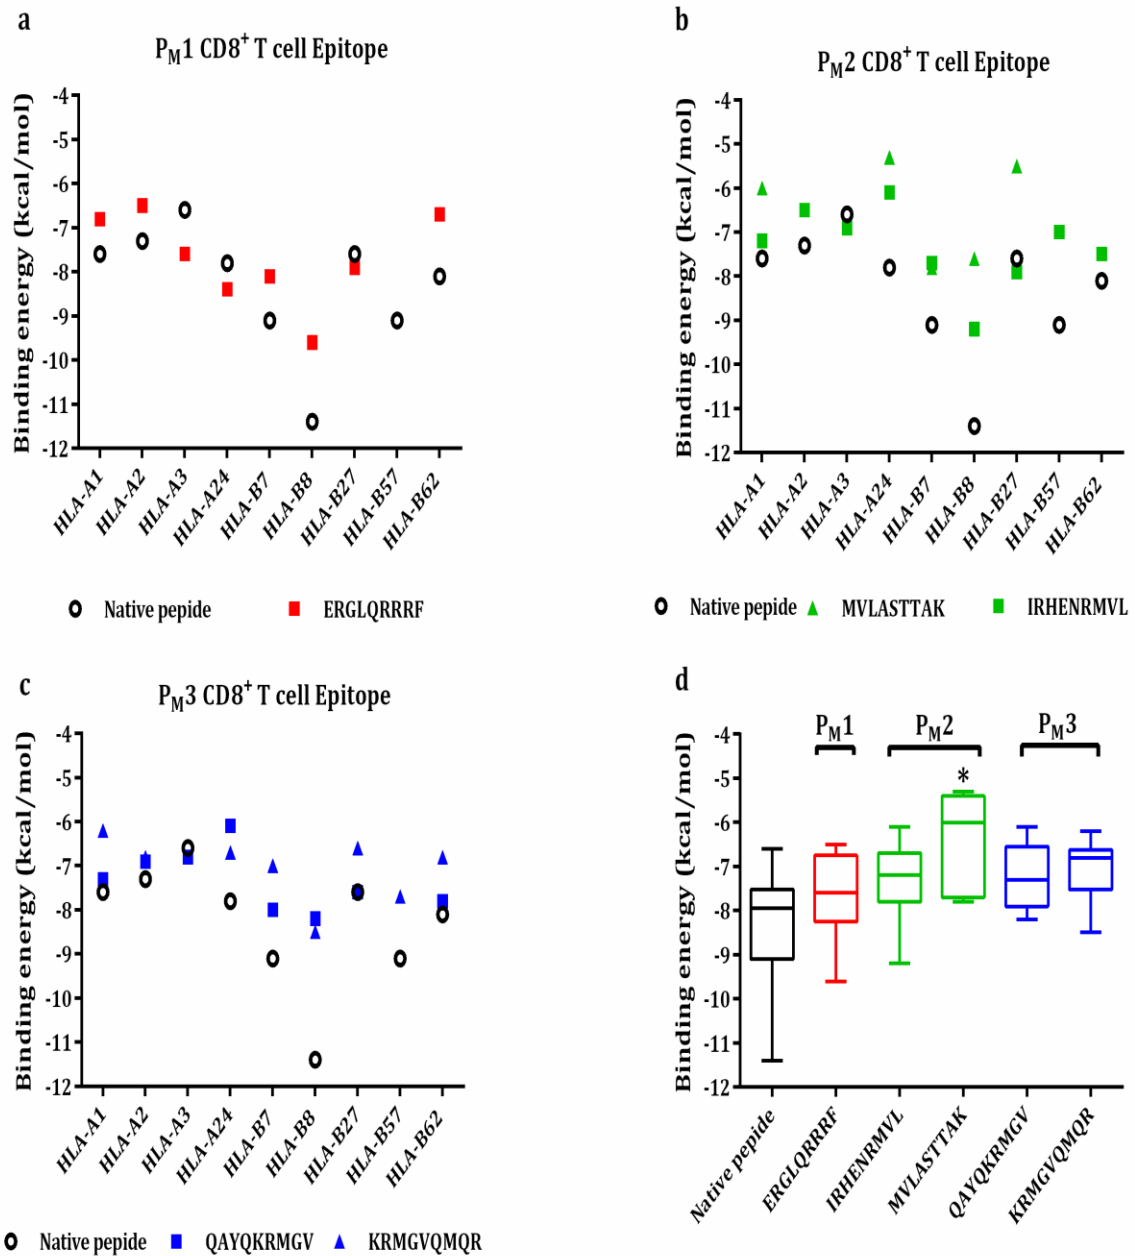 a
P_M1 CD8⁺ T cell Epitope
Binding energy (kcal/mol)
-4
-5
-6
-7
-8
-9
-10
-11
-12
HLA-A1
HLA-A2
HLA-A3
HLA-A24
HLA-B7
HLA-B8
HLA-B27
HLA-B57
HLA-B62
Native pepide
ERGLQRRRF
b
P_M2 CD8⁺ T cell Epitope
Binding energy (kcal/mol)
-4
-5
-6
-7
-8
-9
-10
-11
-12
HLA-A1
HLA-A2
HLA-A3
HLA-A24
HLA-B7
HLA-B8
HLA-B27
HLA-B57
HLA-B62
Native pepide
MVLASTTAK
IRHENRMVL
c
P_M3 CD8⁺ T cell Epitope
Binding energy (kcal/mol)
-4
-5
-6
-7
-8
-9
-10
-11
-12
HLA-A1
HLA-A2
HLA-A3
HLA-A24
HLA-B7
HLA-B8
HLA-B27
HLA-B57
HLA-B62
Native pepide
QAYQKRMGV
KRMGVQMQR
d
P_M1
P_M2
P_M3
*
Binding energy (kcal/mol)
-4
-5
-6
-7
-8
-9
-10
-11
-12
Native pepide
ERGLQRRRF
IRHENRMVL
MVLASTTAK
QAYQKRMGV
KRMGVQMQR